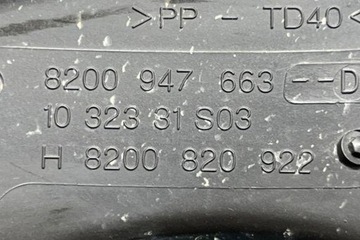 >PP - TD40<
8200 947 663 --D
10 323 31 S03
H 8200 820 922